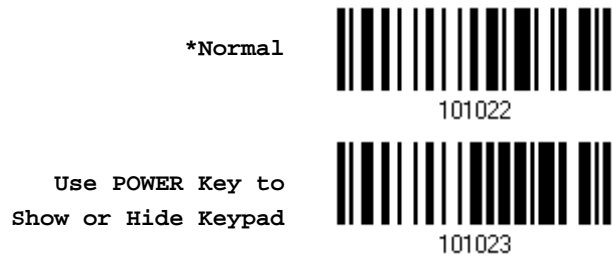 *Normal
101022
Use POWER Key to
Show or Hide Keypad
101023